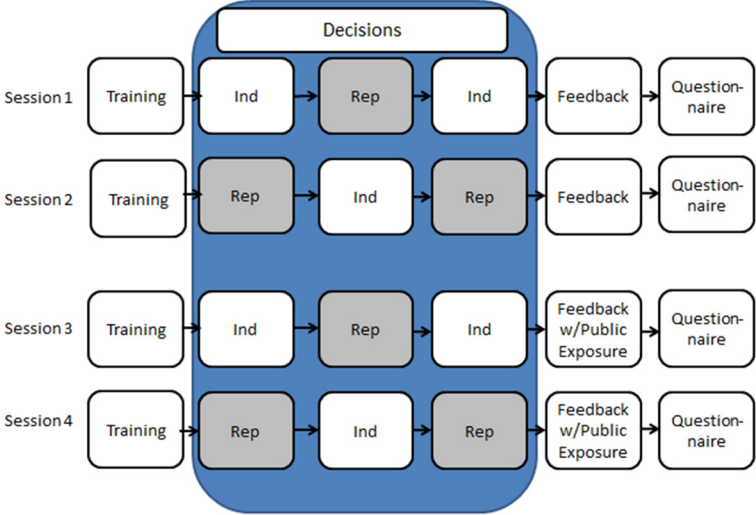 Decisions
Session 1
Training
Ind
Rep
Ind
Feedback
Question-
naire
Session 2
Training
Rep
Ind
Rep
Feedback
Question-
naire
Session 3
Training
Ind
Rep
Ind
Feedback
w/Public
Exposure
Question-
naire
Session 4
Training
Rep
Ind
Rep
Feedback
w/Public
Exposure
Question-
naire